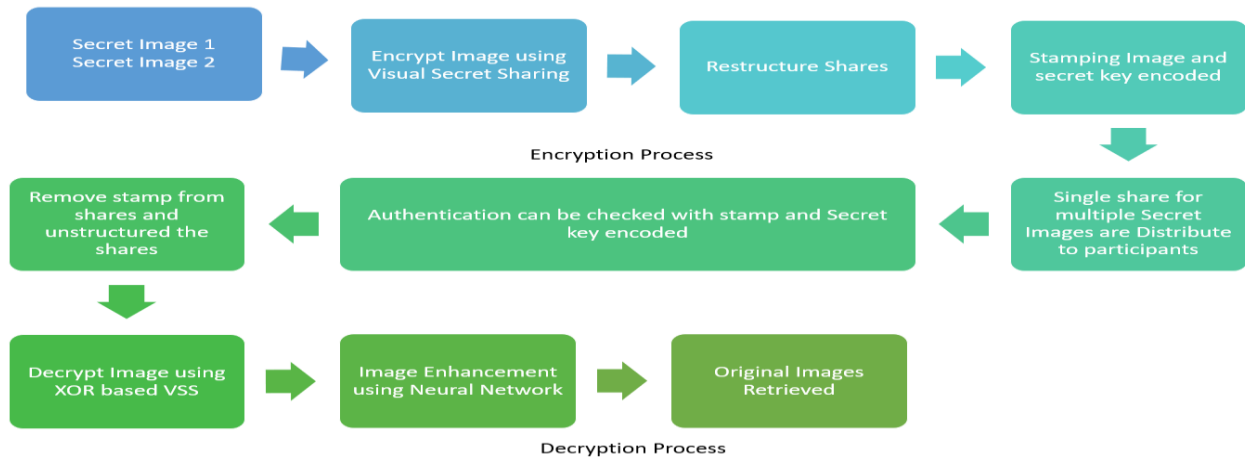 Secret Image 1
Secret Image 2
Encrypt Image using
Visual Secret Sharing
Restructure Shares
Stamping Image and
secret key encoded
Encryption Process
Single share for
multiple Secret
Images are Distribute
to participants
Authentication can be checked with stamp and Secret
key encoded
Remove stamp from
shares and
unstructured the
shares
Decrypt Image using
XOR based VSS
Image Enhancement
using Neural Network
Original Images
Retrieved
Decryption Process